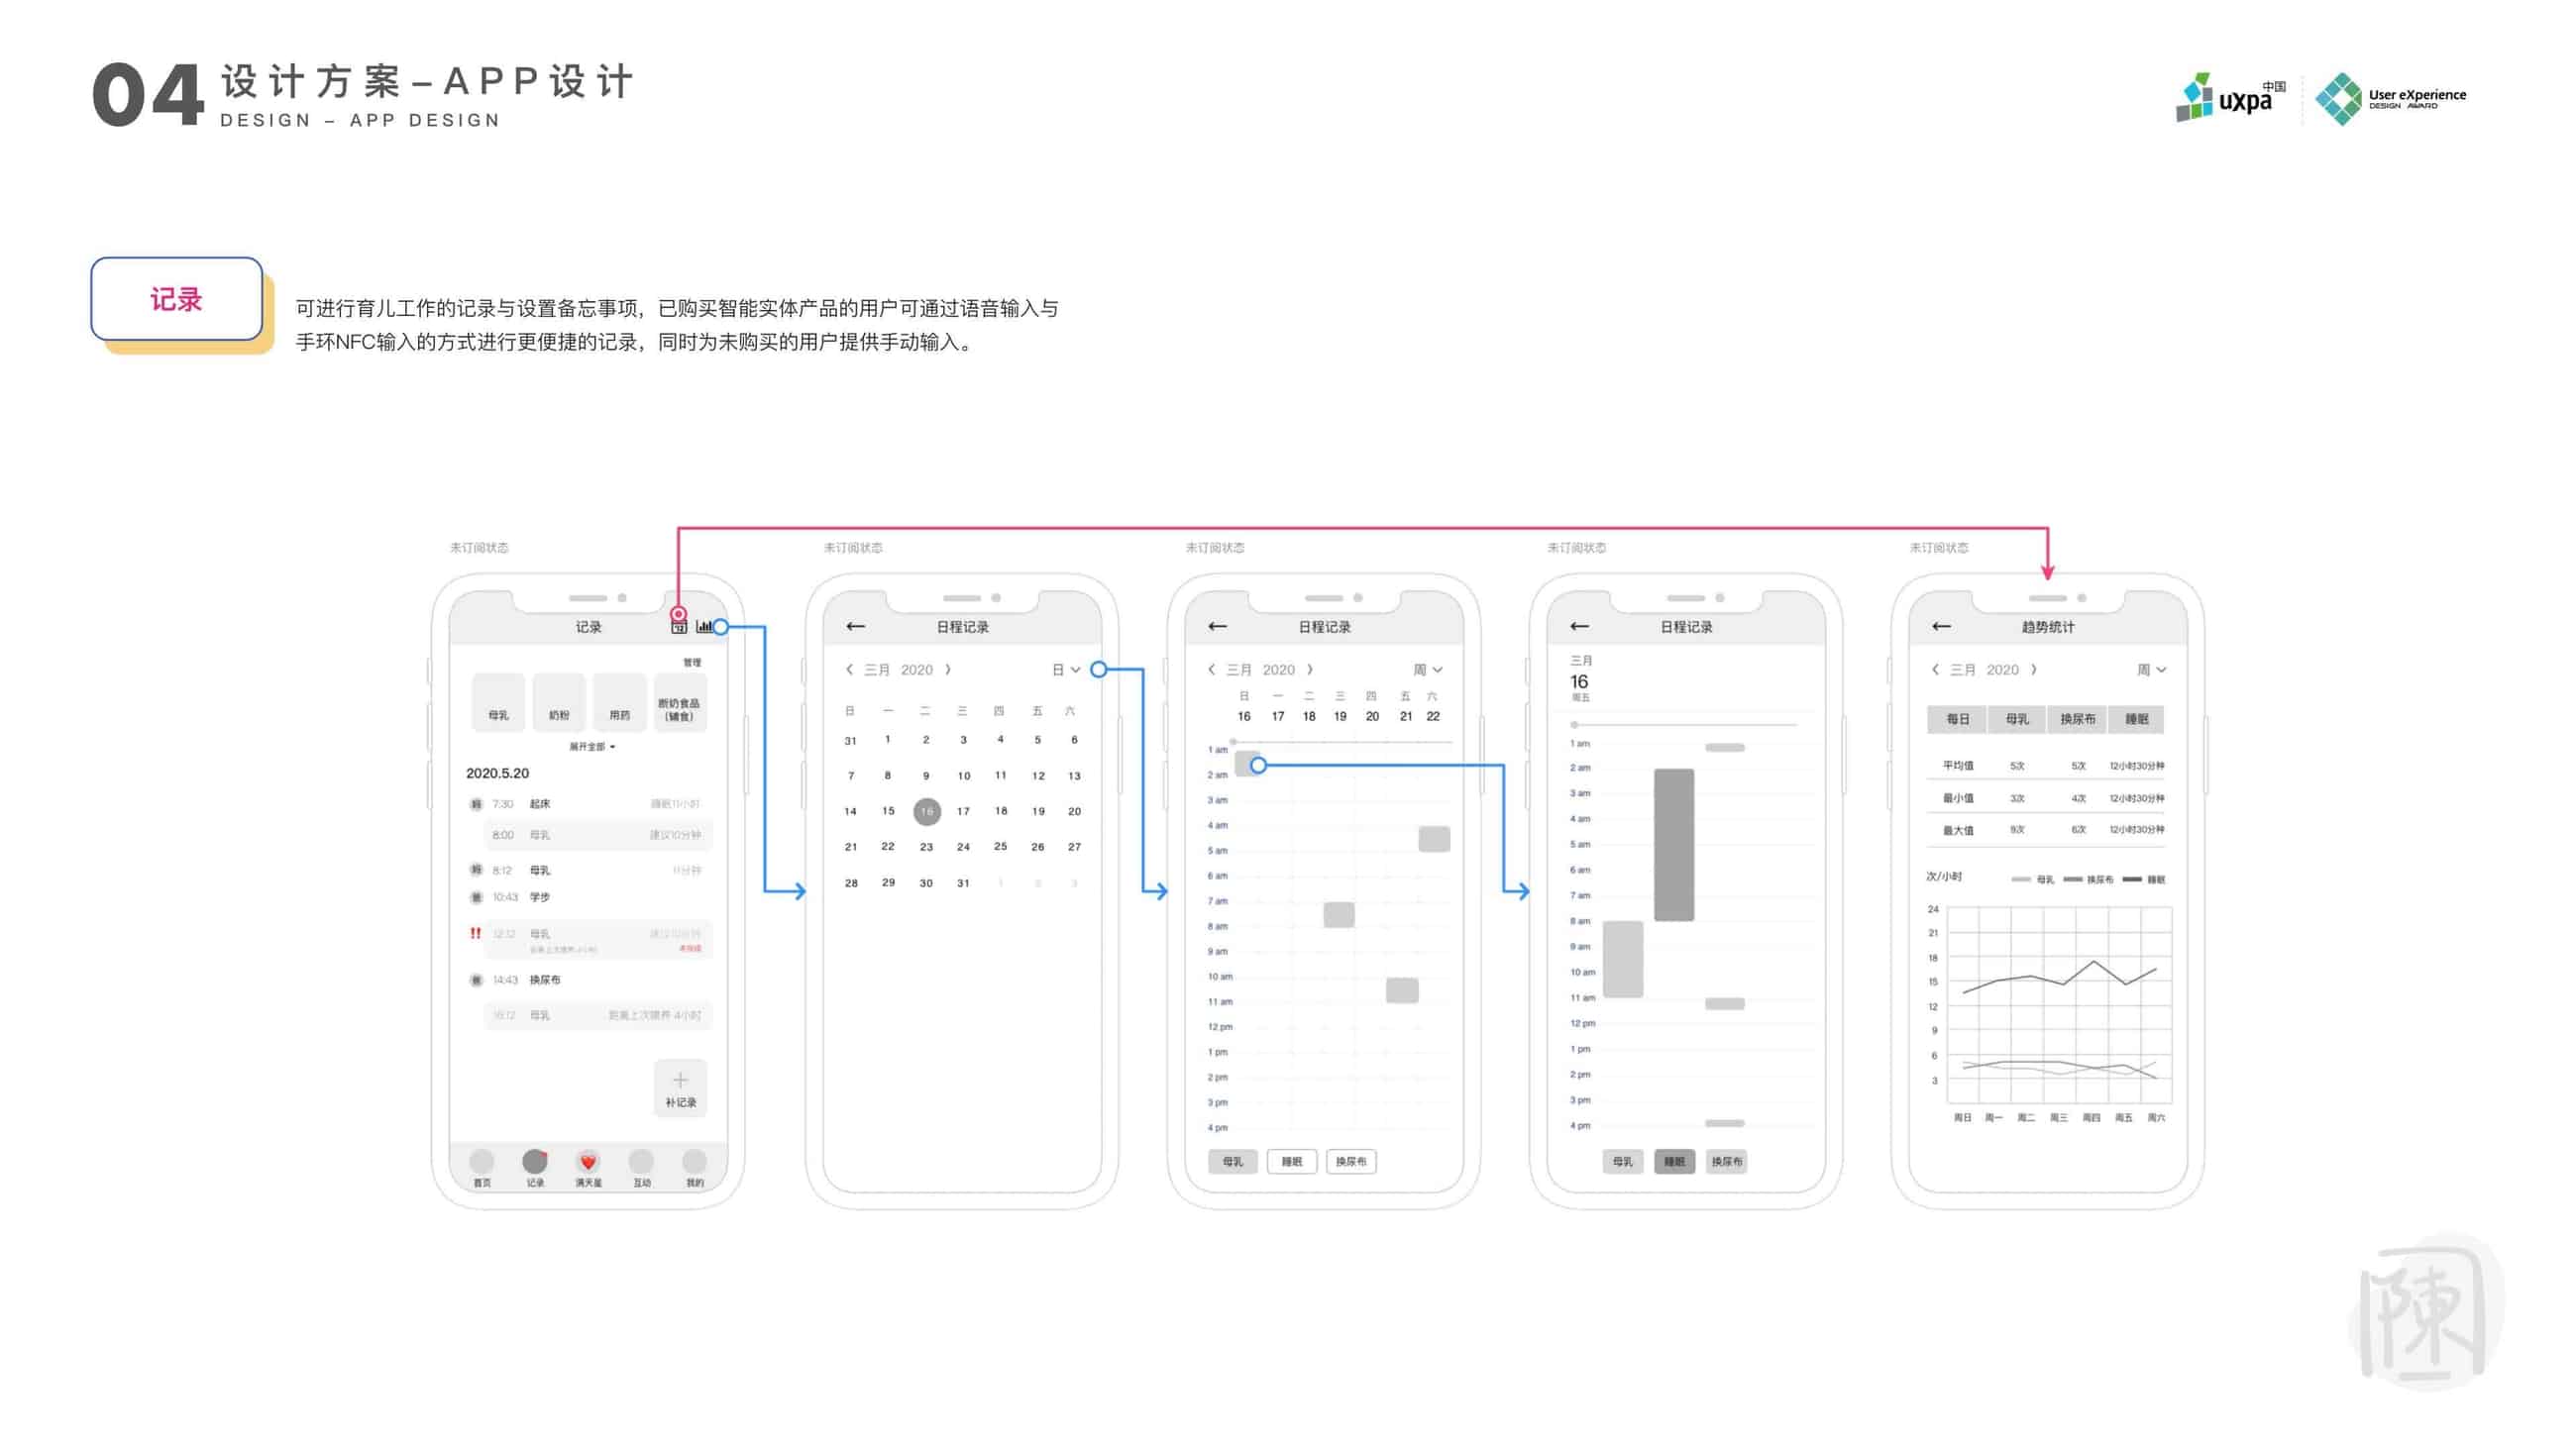 04 设计方案–APP设计
DESIGN – APP DESIGN
uxpa 中国
User eXperience
DESIGN AWARD
记录
可进行育儿工作的记录与设置备忘事项，已购买智能实体产品的用户可通过语音输入与
手环NFC输入的方式进行更便捷的记录，同时为未购买的用户提供手动输入。
未订阅状态
记录
12
管理
母乳 奶粉 用药 断奶食品
(辅食)
展开全部
2020.5.20
7:30 起床 睡眠11小时
8:00 母乳 建议10分钟
8:12 母乳 11分钟
10:43 学步
!! 12:12 母乳
14:43 换尿布
16:12 母乳 距离上次喂养 4小时
+
补记录
首页 记录 满天星 互动 我的
未订阅状态
日程记录
三月 2020 日
日 一 二 三 四 五 六
31 1 2 3 4 5 6
7 8 9 10 11 12 13
14 15 16 17 18 19 20
21 22 23 24 25 26 27
28 29 30 31 1 2 3
未订阅状态
日程记录
三月 2020 周
日 一 二 三 四 五 六
16 17 18 19 20 21 22
1 am
2 am
3 am
4 am
5 am
6 am
7 am
8 am
9 am
10 am
11 am
12 pm
1 pm
2 pm
3 pm
4 pm
母乳 睡眠 换尿布
未订阅状态
日程记录
三月
16
周五
1 am
2 am
3 am
4 am
5 am
6 am
7 am
8 am
9 am
10 am
11 am
12 pm
1 pm
2 pm
3 pm
4 pm
母乳 睡眠 换尿布
未订阅状态
趋势统计
三月 2020 周
每日 母乳 换尿布 睡眠
平均值 5次 5次 12小时30分钟
最小值 3次 4次 12小时30分钟
最大值 9次 6次 12小时30分钟
次/小时 母乳 换尿布 睡眠
24
21
18
15
12
9
6
3
周日 周一 周二 周三 周四 周五 周六
陳